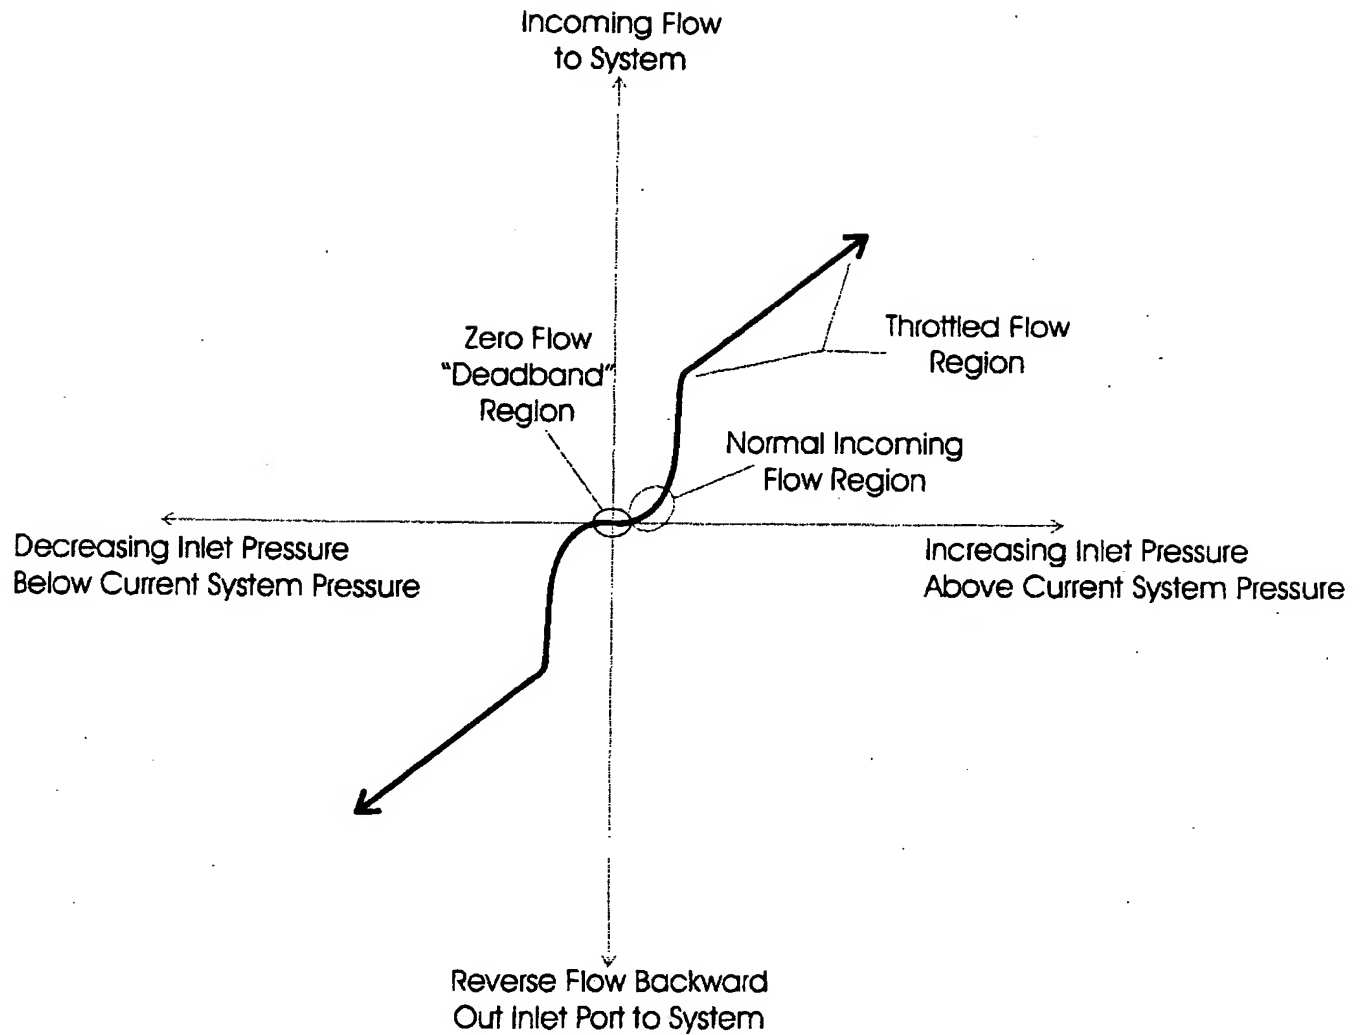 Incoming Flow
to System
Zero Flow
"Deadband"
Region
Throttled Flow
Region
Normal Incoming
Flow Region
Decreasing Inlet Pressure
Below Current System Pressure
Increasing Inlet Pressure
Above Current System Pressure
Reverse Flow Backward
Out Inlet Port to System